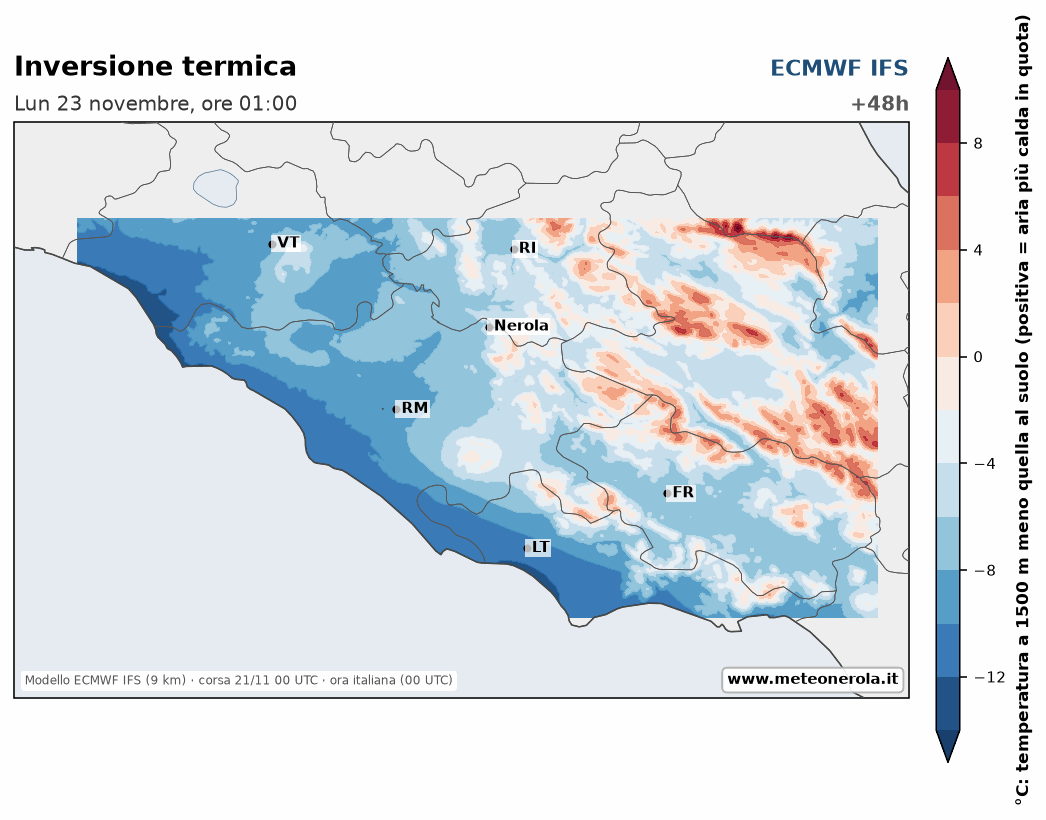 Inversione termica
ECMWF IFS
Lun 23 novembre, ore 01:00
+48h
VT
RI
Nerola
RM
FR
LT
Modello ECMWF IFS (9 km) · corsa 21/11 00 UTC · ora italiana (00 UTC)
www.meteonerola.it
8
4
0
−4
−8
−12
°C: temperatura a 1500 m meno quella al suolo (positiva = aria più calda in quota)